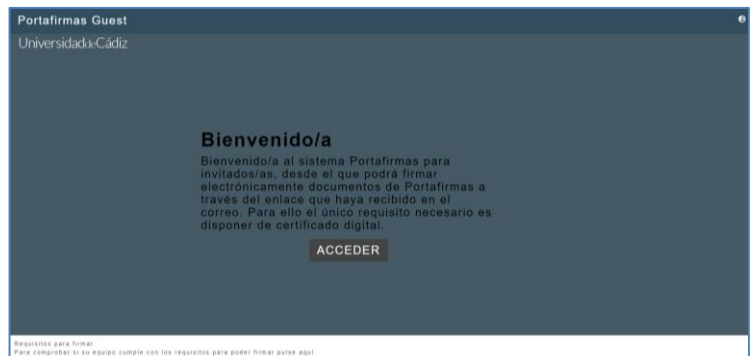 Portafirmas Guest
UniversidaddeCádiz
Bienvenido/a
Bienvenido/a al sistema Portafirmas para
invitados/as, desde el que podrá firmar
electrónicamente documentos de Portafirmas a
través del enlace que haya recibido en el
correo. Para ello el único requisito necesario es
disponer de certificado digital.
ACCEDER
Requisitos para firmar
Para comprobar si su equipo cumple con los requisitos para poder firmar pulse aquí